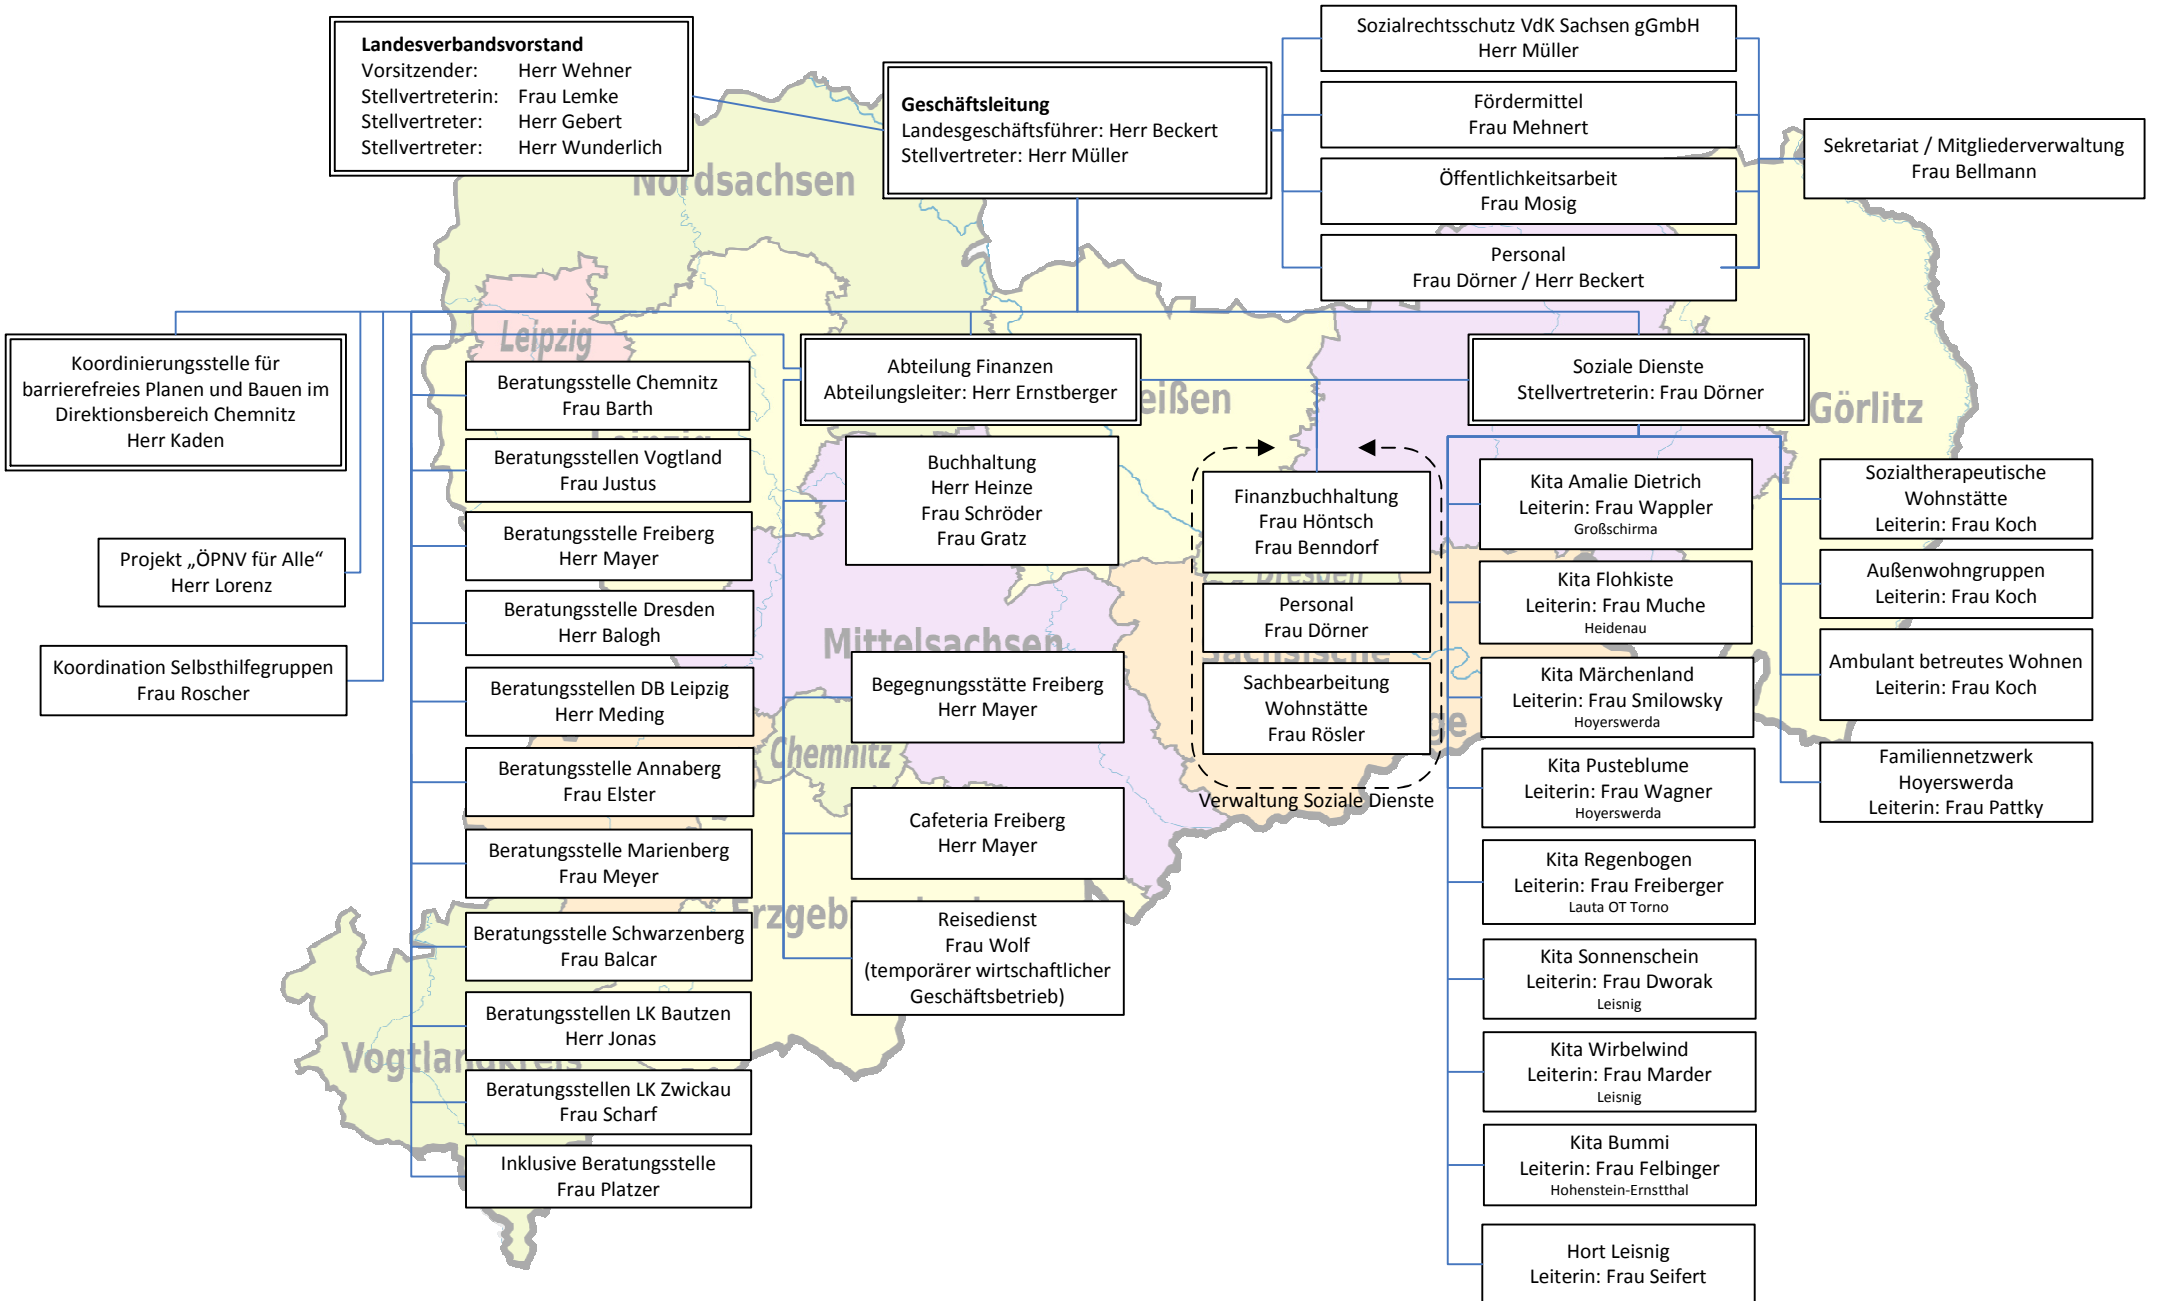 Landesverbandsvorstand
Vorsitzender: Herr Wehner
Stellvertreterin: Frau Lemke
Stellvertreter: Herr Gebert
Stellvertreter: Herr Wunderlich
Geschäftsleitung
Landesgeschäftsführer: Herr Beckert
Stellvertreter: Herr Müller
Sozialrechtsschutz VdK Sachsen gGmbH
Herr Müller
Fördermittel
Frau Mehnert
Öffentlichkeitsarbeit
Frau Mosig
Personal
Frau Dörner / Herr Beckert
Sekretariat / Mitgliederverwaltung
Frau Bellmann
Nordsachsen
Leipzig
Görlitz
Mittelsachsen
Chemnitz
Koordinierungsstelle für
barrierefreies Planen und Bauen im
Direktionsbereich Chemnitz
Herr Kaden
Projekt „ÖPNV für Alle“
Herr Lorenz
Koordination Selbsthilfegruppen
Frau Roscher
Beratungsstelle Chemnitz
Frau Barth
Beratungsstellen Vogtland
Frau Justus
Beratungsstelle Freiberg
Herr Mayer
Beratungsstelle Dresden
Herr Balogh
Beratungsstellen DB Leipzig
Herr Meding
Beratungsstelle Annaberg
Frau Elster
Beratungsstelle Marienberg
Frau Meyer
Beratungsstelle Schwarzenberg
Frau Balcar
Beratungsstellen LK Bautzen
Herr Jonas
Beratungsstellen LK Zwickau
Frau Scharf
Inklusive Beratungsstelle
Frau Platzer
Abteilung Finanzen
Abteilungsleiter: Herr Ernstberger
Buchhaltung
Herr Heinze
Frau Schröder
Frau Gratz
Begegnungsstätte Freiberg
Herr Mayer
Cafeteria Freiberg
Herr Mayer
Reisedienst
Frau Wolf
(temporärer wirtschaftlicher
Geschäftsbetrieb)
Finanzbuchhaltung
Frau Höntsch
Frau Benndorf
Personal
Frau Dörner
Sachbearbeitung
Wohnstätte
Frau Rösler
Verwaltung Soziale Dienste
Soziale Dienste
Stellvertreterin: Frau Dörner
Kita Amalie Dietrich
Leiterin: Frau Wappler
Großschirma
Kita Flohkiste
Leiterin: Frau Muche
Heidenau
Kita Märchenland
Leiterin: Frau Smilowsky
Hoyerswerda
Kita Pusteblume
Leiterin: Frau Wagner
Hoyerswerda
Kita Regenbogen
Leiterin: Frau Freiberger
Lauta OT Torno
Kita Sonnenschein
Leiterin: Frau Dworak
Leisnig
Kita Wirbelwind
Leiterin: Frau Marder
Leisnig
Kita Bummi
Leiterin: Frau Felbinger
Hohenstein-Ernstthal
Hort Leisnig
Leiterin: Frau Seifert
Sozialtherapeutische
Wohnstätte
Leiterin: Frau Koch
Außenwohngruppen
Leiterin: Frau Koch
Ambulant betreutes Wohnen
Leiterin: Frau Koch
Familiennetzwerk
Hoyerswerda
Leiterin: Frau Pattky